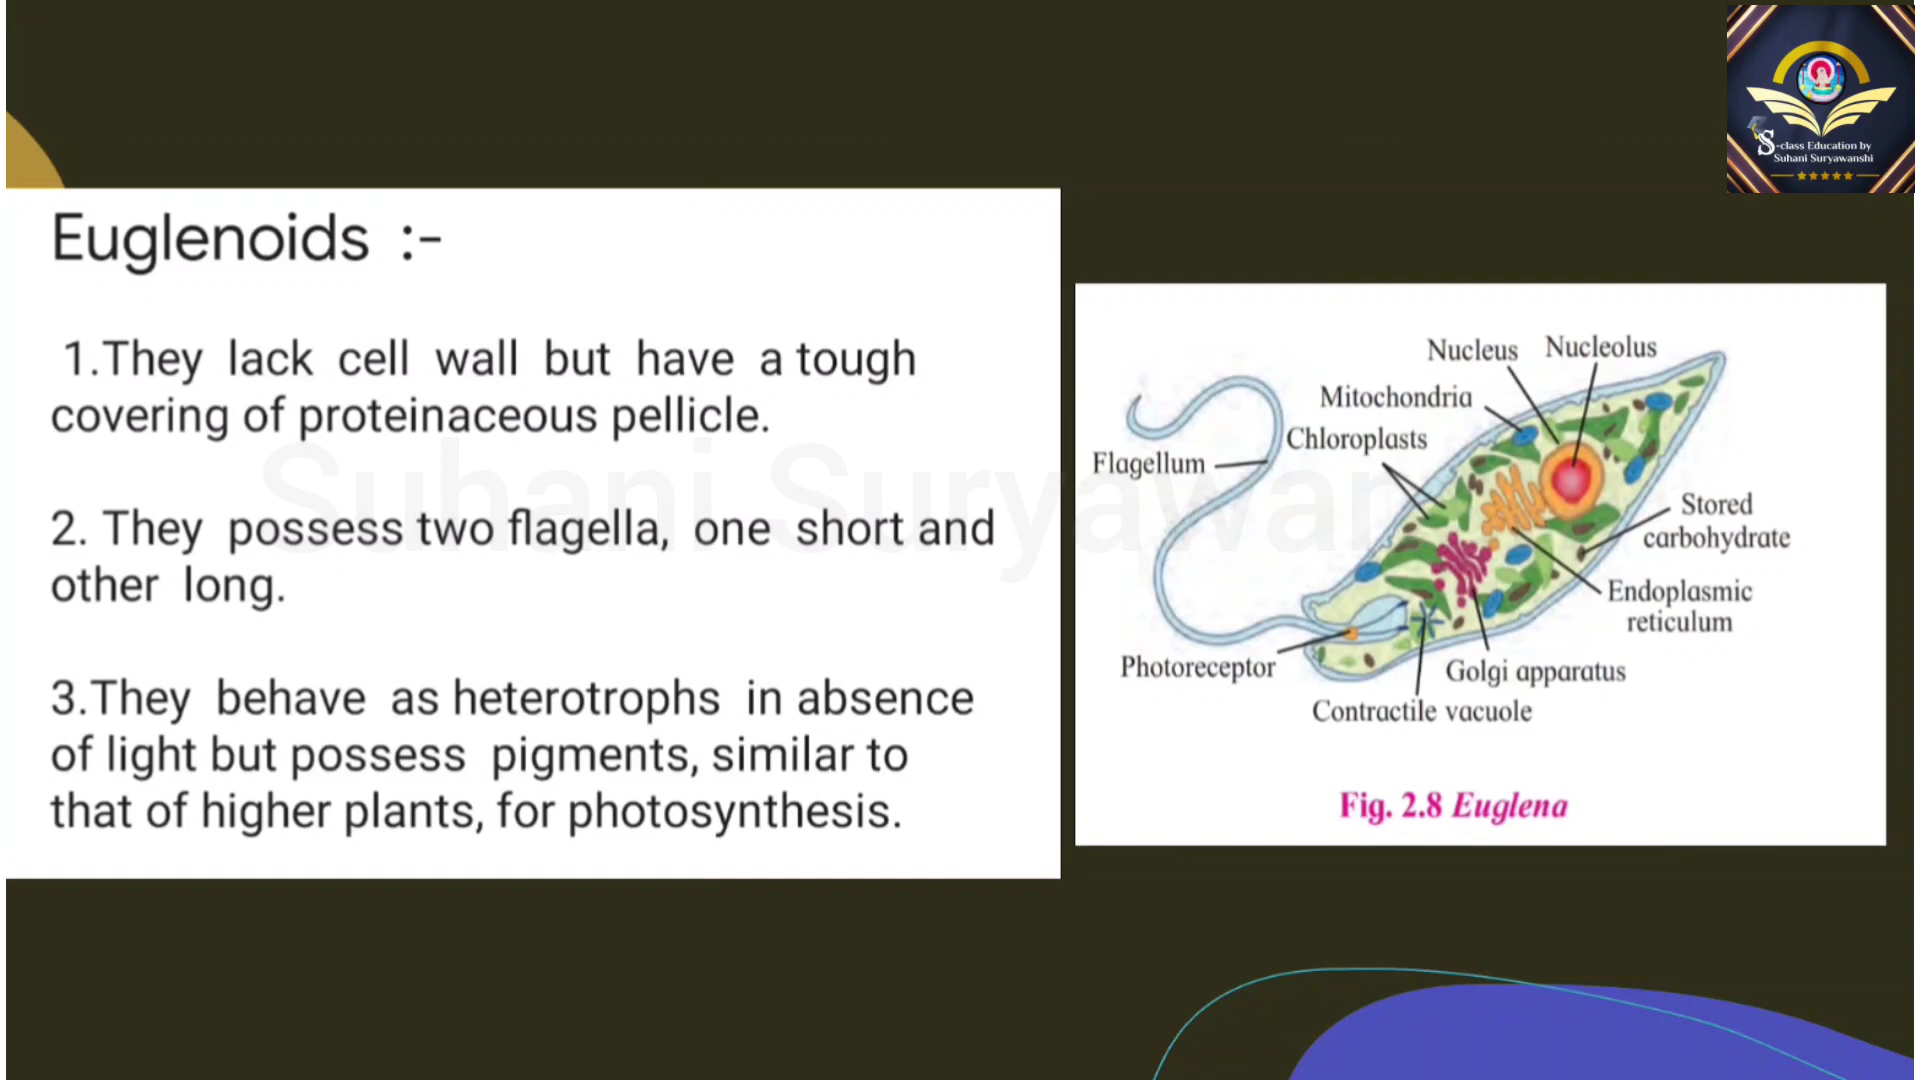 S-class Education by
Suhani Suryawanshi
Euglenoids :-
1.They lack cell wall but have a tough
covering of proteinaceous pellicle.
2. They possess two flagella, one short and
other long.
3.They behave as heterotrophs in absence
of light but possess pigments, similar to
that of higher plants, for photosynthesis.
Suhani Suryawan
Nucleus
Nucleolus
Mitochondria
Chloroplasts
Flagellum
Stored
carbohydrate
Endoplasmic
reticulum
Photoreceptor
Golgi apparatus
Contractile vacuole
Fig. 2.8 Euglena